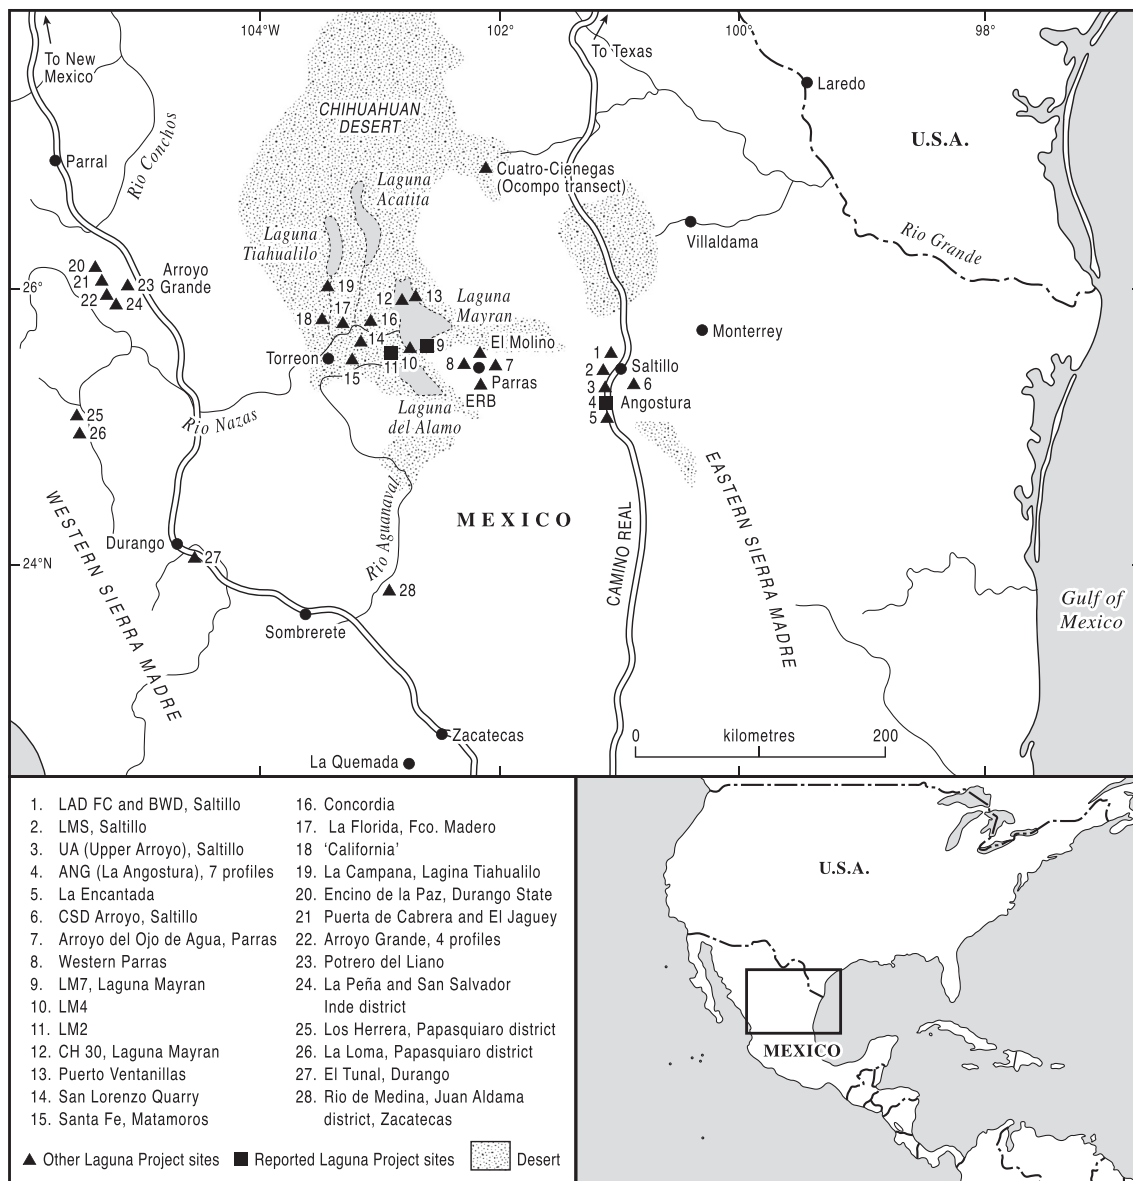 104°W
102°
100°
98°
To New
Mexico
To Texas
Laredo
CHIHUAHUAN
DESERT
U.S.A.
Rio Conchos
Parral
Cuatro-Cienegas
(Ocompo transect)
Laguna
Acatita
Laguna
Tiahualilo
Villaldama
Rio Grande
20
21
22
23
24
Arroyo
Grande
26°
19
12
13
Laguna
Mayran
18
17
16
Monterrey
14
9
El Molino
1
Torreon
15
11
10
8
7
2
Saltillo
Parras
3
6
ERB
4
Angostura
5
25
26
Rio Nazas
Laguna
del Alamo
WESTERN SIERRA MADRE
Rio Aguanaval
MEXICO
CAMINO REAL
EASTERN SIERRA MADRE
Durango
27
24°N
28
Gulf of
Mexico
Sombrerete
Zacatecas
La Quemada
0 kilometres 200
1. LAD FC and BWD, Saltillo
2. LMS, Saltillo
3. UA (Upper Arroyo), Saltillo
4. ANG (La Angostura), 7 profiles
5. La Encantada
6. CSD Arroyo, Saltillo
7. Arroyo del Ojo de Agua, Parras
8. Western Parras
9. LM7, Laguna Mayran
10. LM4
11. LM2
12. CH 30, Laguna Mayran
13. Puerto Ventanillas
14. San Lorenzo Quarry
15. Santa Fe, Matamoros
16. Concordia
17. La Florida, Fco. Madero
18 ‘California’
19. La Campana, Lagina Tiahualilo
20. Encino de la Paz, Durango State
21 Puerta de Cabrera and El Jaguey
22. Arroyo Grande, 4 profiles
23. Potrero del Liano
24. La Peña and San Salvador
Inde district
25. Los Herrera, Papasquiaro district
26. La Loma, Papasquiaro district
27. El Tunal, Durango
28. Rio de Medina, Juan Aldama
district, Zacatecas
Other Laguna Project sites
Reported Laguna Project sites
Desert
U.S.A.
MEXICO